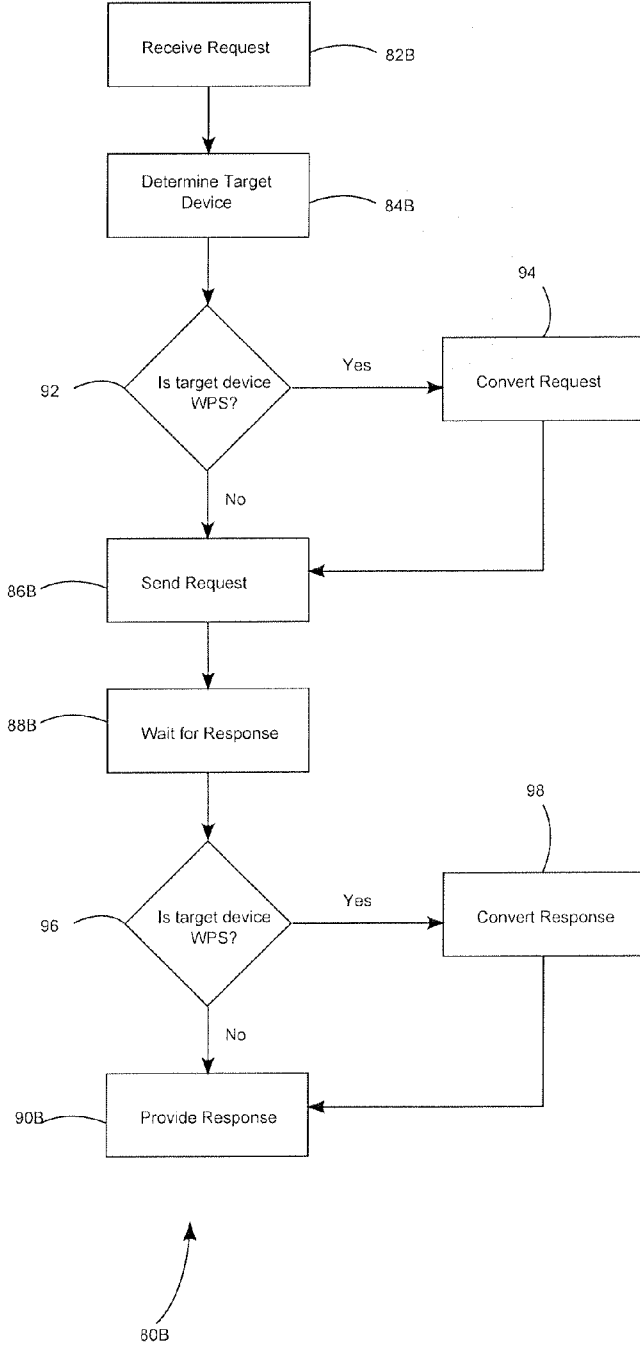 Receive Request
82B
Determine Target
Device
84B
94
92
Is target device
WPS?
Yes
Convert Request
No
86B
Send Request
88B
Wait for Response
98
96
Is target device
WPS?
Yes
Convert Response
No
90B
Provide Response
80B